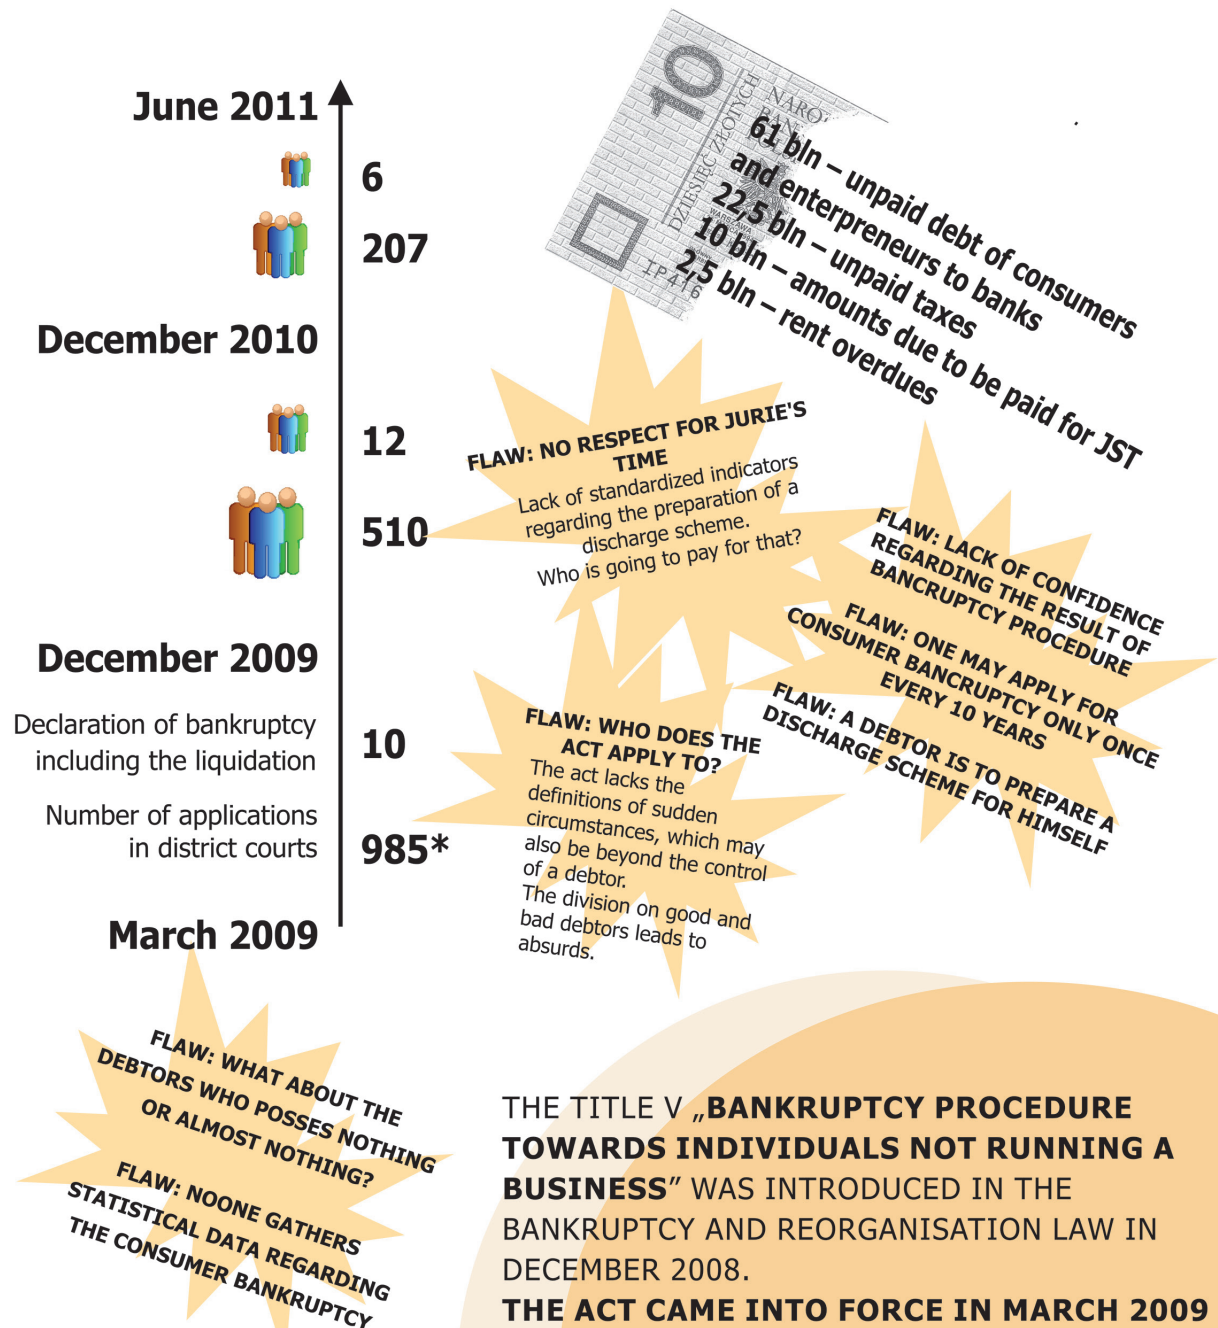 June 2011
6
207
December 2010
12
510
December 2009
Declaration of bankruptcy
including the liquidation
10
Number of applications
in district courts
985*
March 2009
10
DZIESIĘĆ ZŁOTYCH
IP416
61 bln – unpaid debt of consumers
and enterpreneurs to banks
22,5 bln – unpaid taxes
10 bln – amounts due to be paid for JST
2,5 bln – rent overdues
FLAW: NO RESPECT FOR JURIE'S
TIME
Lack of standardized indicators
regarding the preparation of a
discharge scheme.
Who is going to pay for that?
FLAW: LACK OF CONFIDENCE
REGARDING THE RESULT OF
BANCRUPTCY PROCEDURE
FLAW: ONE MAY APPLY FOR
CONSUMER BANCRUPTCY ONLY ONCE
EVERY 10 YEARS
FLAW: A DEBTOR IS TO PREPARE A
DISCHARGE SCHEME FOR HIMSELF
FLAW: WHO DOES THE
ACT APPLY TO?
The act lacks the
definitions of sudden
circumstances, which may
also be beyond the control
of a debtor.
The division on good and
bad debtors leads to
absurds.
FLAW: WHAT ABOUT THE
DEBTORS WHO POSSES NOTHING
OR ALMOST NOTHING?
FLAW: NOONE GATHERS
STATISTICAL DATA REGARDING
THE CONSUMER BANKRUPTCY
THE TITLE V „BANKRUPTCY PROCEDURE
TOWARDS INDIVIDUALS NOT RUNNING A
BUSINESS” WAS INTRODUCED IN THE
BANKRUPTCY AND REORGANISATION LAW IN
DECEMBER 2008.
THE ACT CAME INTO FORCE IN MARCH 2009